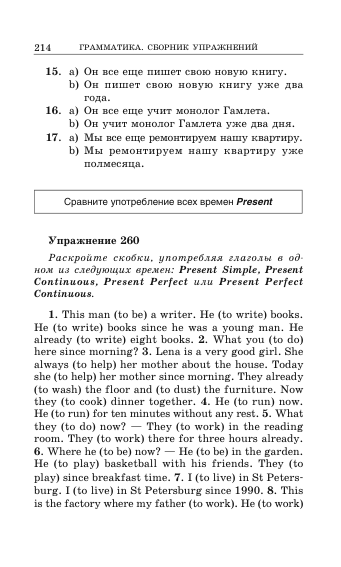 214 ГРАММАТИКА. СБОРНИК УПРАЖНЕНИЙ
15. a) Он все еще пишет свою новую книгу.
b) Он пишет свою новую книгу уже два
года.
16. a) Он все еще учит монолог Гамлета.
b) Он учит монолог Гамлета уже два дня.
17. a) Мы все еще ремонтируем нашу квартиру.
b) Мы ремонтируем нашу квартиру уже
полмесяца.
Сравните употребление всех времен Present
Упражнение 260
Раскройте скобки, употребляя глаголы в од-
ном из следующих времен: Present Simple, Present
Continuous, Present Perfect или Present Perfect
Continuous.
1. This man (to be) a writer. He (to write) books.
He (to write) books since he was a young man. He
already (to write) eight books. 2. What you (to do)
here since morning? 3. Lena is a very good girl. She
always (to help) her mother about the house. Today
she (to help) her mother since morning. They already
(to wash) the floor and (to dust) the furniture. Now
they (to cook) dinner together. 4. He (to run) now.
He (to run) for ten minutes without any rest. 5. What
they (to do) now? — They (to work) in the reading
room. They (to work) there for three hours already.
6. Where he (to be) now? — He (to be) in the garden.
He (to play) basketball with his friends. They (to
play) since breakfast time. 7. I (to live) in St Peters-
burg. I (to live) in St Petersburg since 1990. 8. This
is the factory where my father (to work). He (to work)